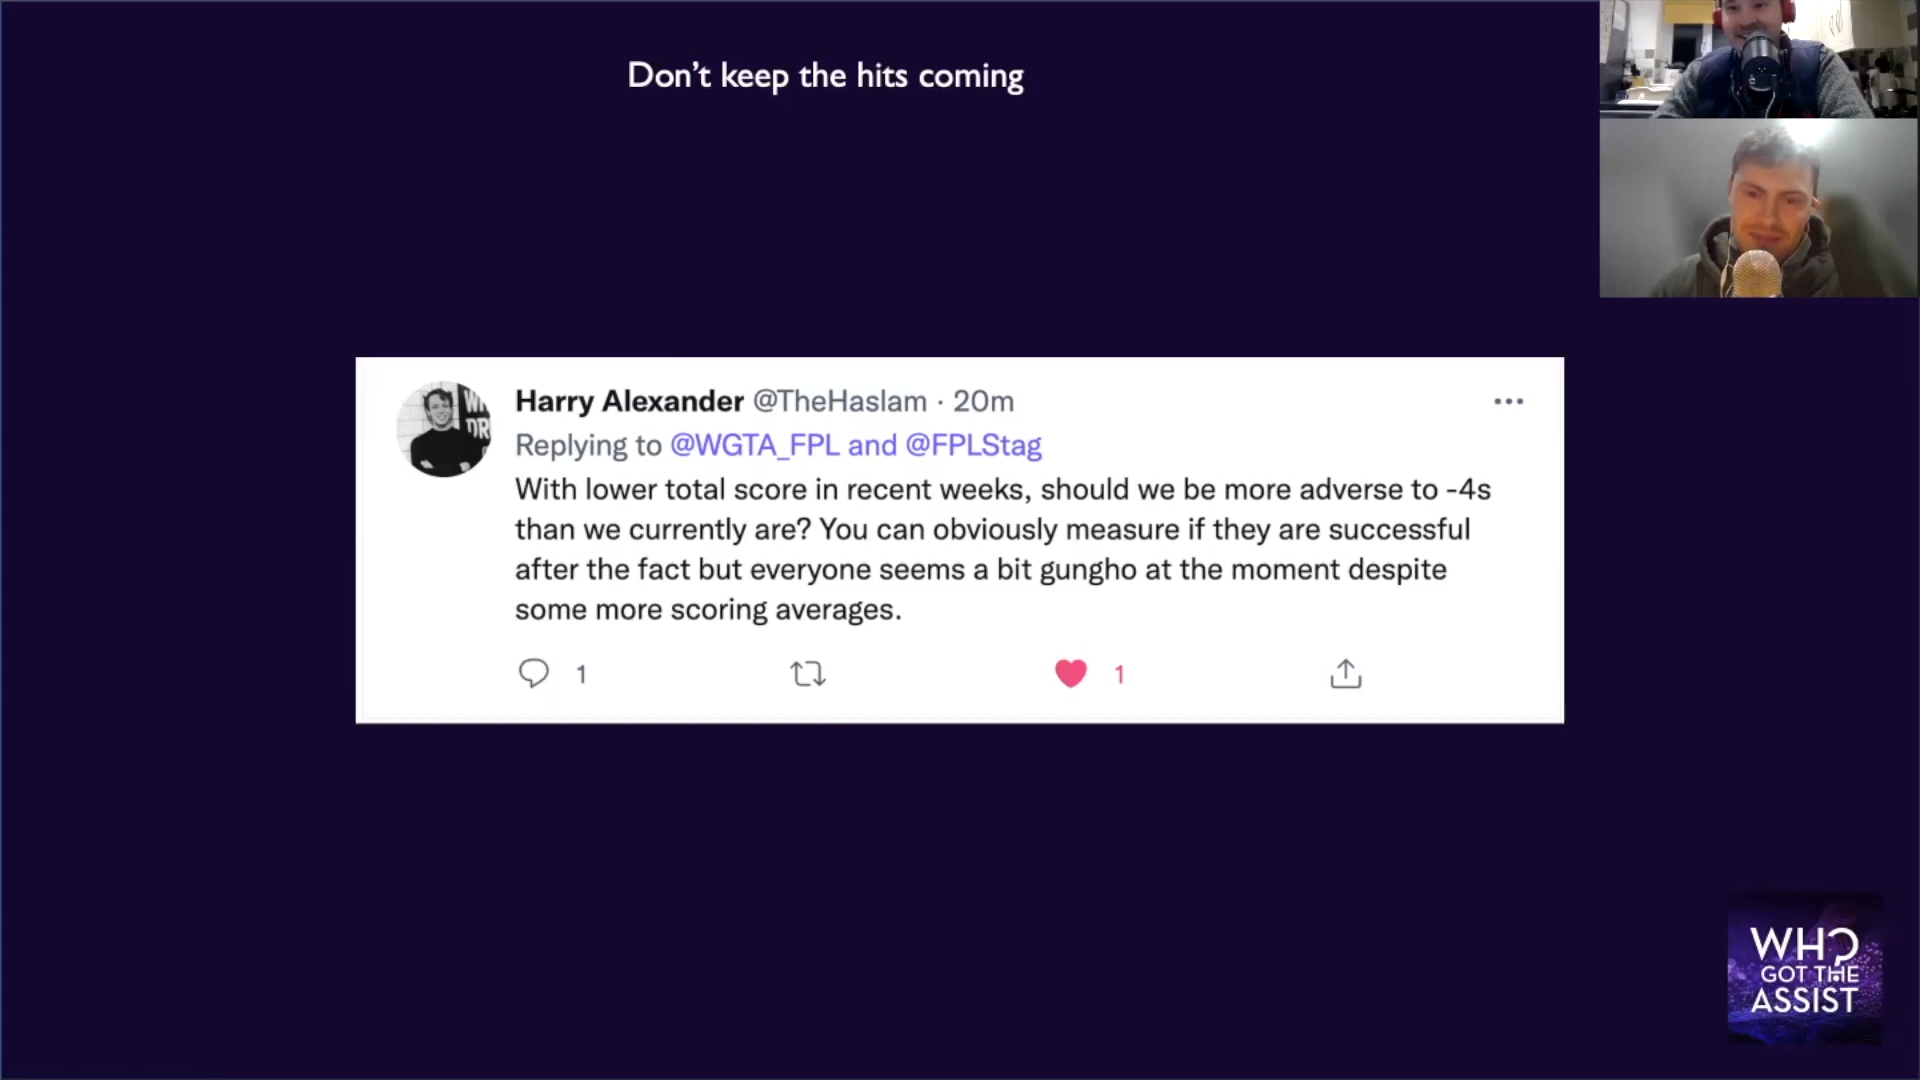 Don’t keep the hits coming
Harry Alexander @TheHaslam · 20m
Replying to @WGTA_FPL and @FPLStag
With lower total score in recent weeks, should we be more adverse to -4s
than we currently are? You can obviously measure if they are successful
after the fact but everyone seems a bit gungho at the moment despite
some more scoring averages.
1
1
WHO
GOT THE
ASSIST